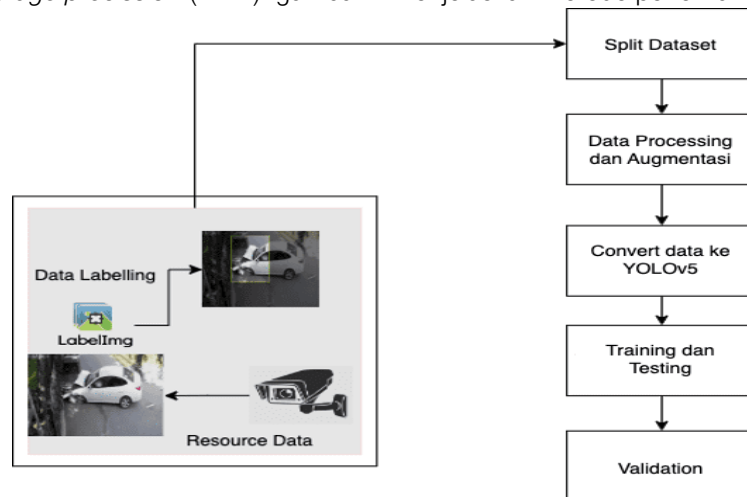 Split Dataset
Data Processing
dan Augmentasi
Convert data ke
YOLOv5
Training dan
Testing
Validation
Data Labelling
LabelImg
Resource Data